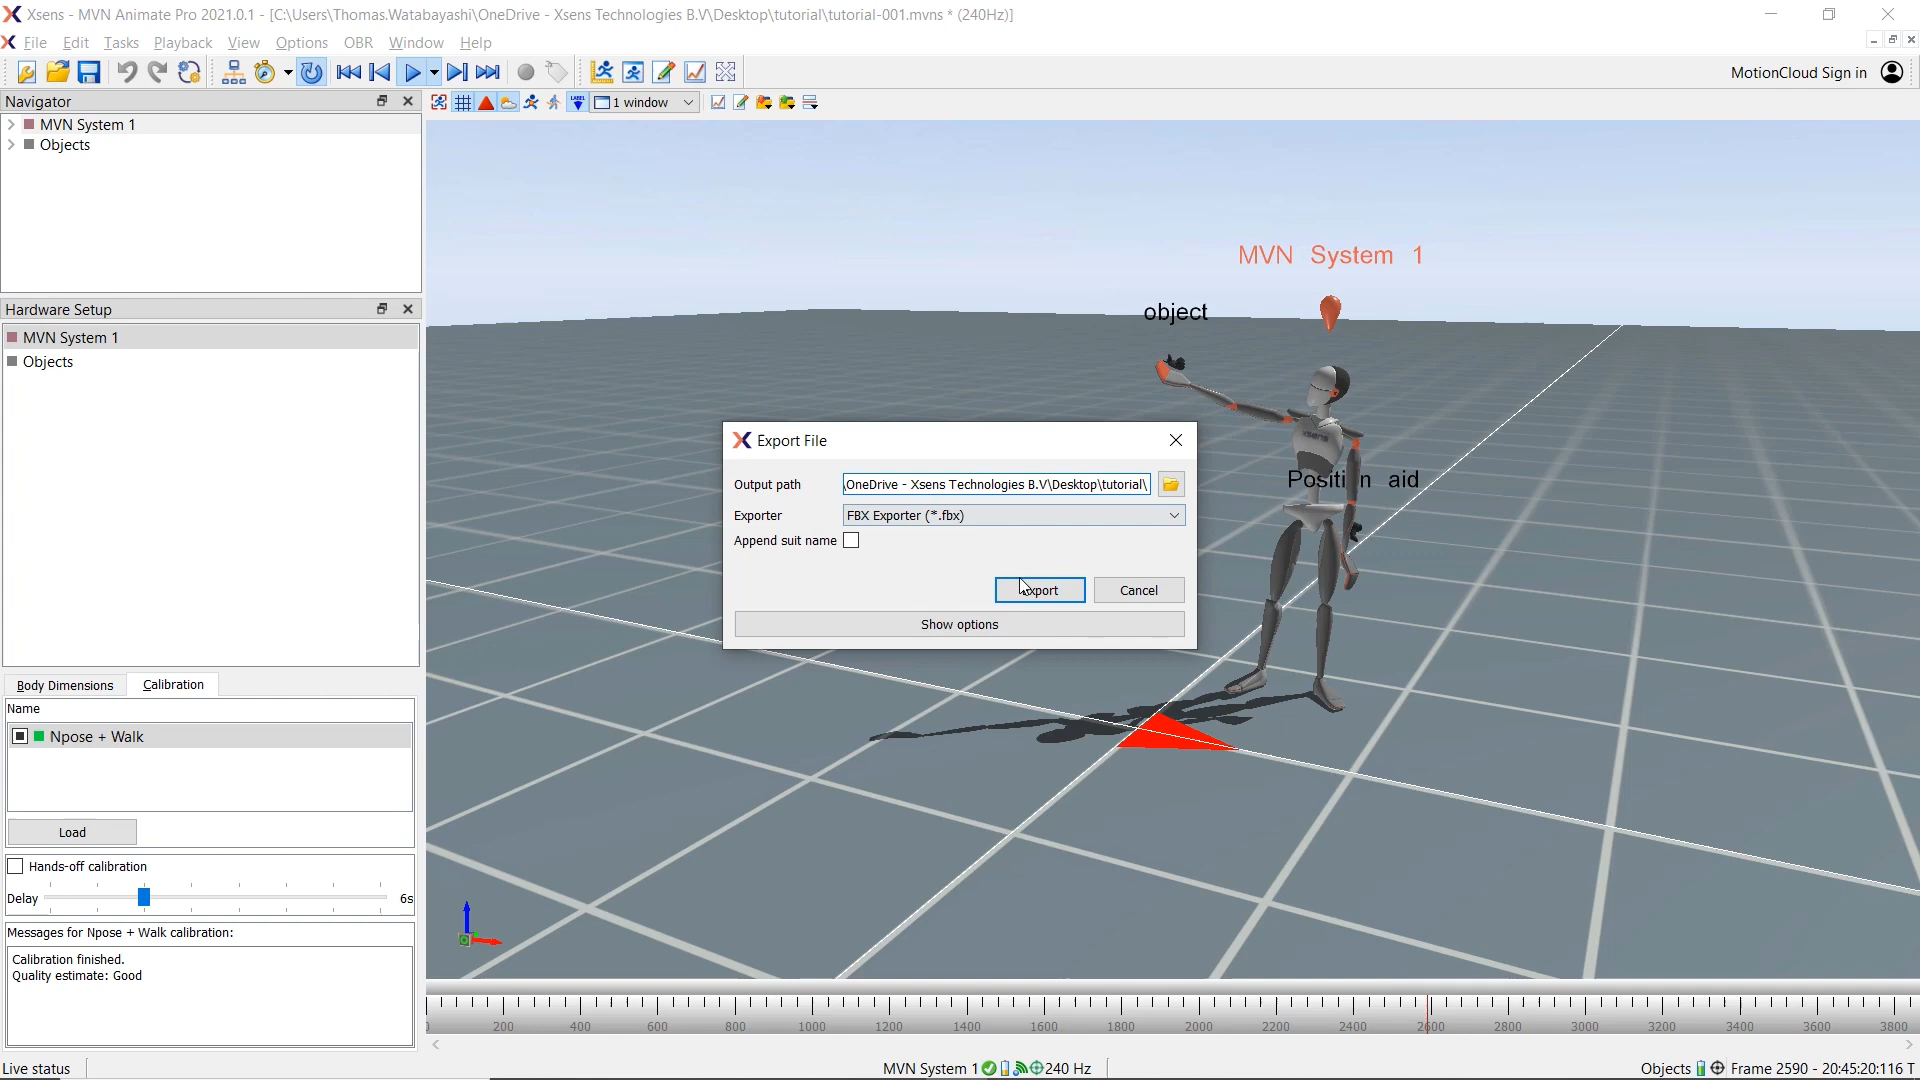 Xsens - MVN Animate Pro 2021.0.1 - [C:\Users\Thomas.Watabayashi\OneDrive - Xsens Technologies B.V\Desktop\tutorial\tutorial-001.mvns * (240Hz)]
File Edit Tasks Playback View Options OBR Window Help
MotionCloud Sign in
Navigator
1 window
MVN System 1
Objects
MVN System 1
object
Position aid
Hardware Setup
MVN System 1
Objects
Export File
Output path \OneDrive - Xsens Technologies B.V\Desktop\tutorial\
Exporter FBX Exporter (*.fbx)
Append suit name
Export Cancel
Show options
Body Dimensions Calibration
Name
Npose + Walk
Load
Hands-off calibration
Delay 6s
Messages for Npose + Walk calibration:
Calibration finished.
Quality estimate: Good
200 400 600 800 1000 1200 1400 1600 1800 2000 2200 2400 2600 2800 3000 3200 3400 3600 3800
Live status MVN System 1 240 Hz Objects Frame 2590 - 20:45:20:116 T